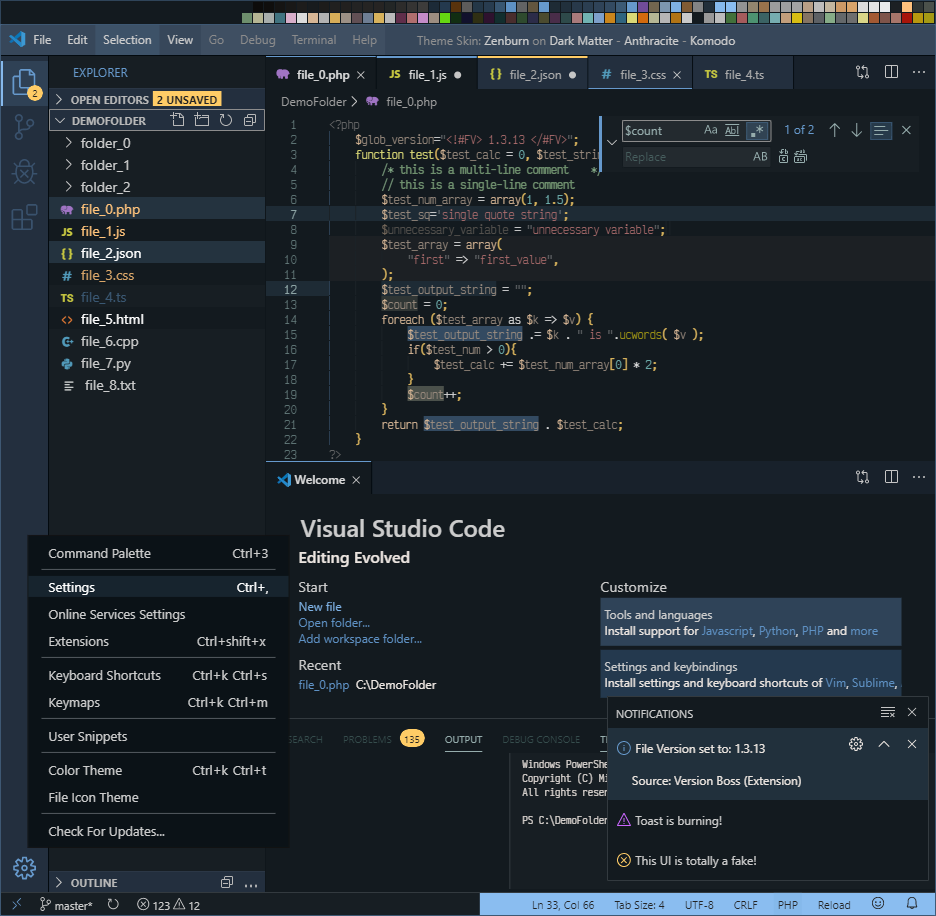 File Edit Selection View Go Debug Terminal Help Theme Skin: Zenburn on Dark Matter - Anthracite - Komodo
2
EXPLORER
OPEN EDITORS 2 UNSAVED
DEMOFOLDER
folder_0
folder_1
folder_2
file_0.php
JS file_1.js
{} file_2.json
# file_3.css
TS file_4.ts
<> file_5.html
file_6.cpp
file_7.py
file_8.txt
file_0.php
JS file_1.js
{} file_2.json
# file_3.css
TS file_4.ts
DemoFolder > file_0.php
1 <?php
2 $glob_version="<!#FV> 1.3.13 </#FV>";
3 function test($test_calc = 0, $test_strin
4 /* this is a multi-line comment */
5 // this is a single-line comment
6 $test_num_array = array(1, 1.5);
7 $test_sq='single quote string';
8 $unnecessary_variable = "unnecessary variable";
9 $test_array = array(
10 "first" => "first_value",
11 );
12 $test_output_string = "";
13 $count = 0;
14 foreach ($test_array as $k => $v) {
15 $test_output_string .= $k . " is ".ucwords( $v );
16 if($test_num > 0){
17 $test_calc += $test_num_array[0] * 2;
18 }
19 $count++;
20 }
21 return $test_output_string . $test_calc;
22 }
23 ?>
$count Aa Abl .* 1 of 2
Replace AB
Welcome
Visual Studio Code
Editing Evolved
Start
New file
Open folder...
Add workspace folder...
Recent
file_0.php C:\DemoFolder
Customize
Tools and languages
Install support for Javascript, Python, PHP and more
Settings and keybindings
Install settings and keyboard shortcuts of Vim, Sublime,
Command Palette Ctrl+3
Settings Ctrl+,
Online Services Settings
Extensions Ctrl+shift+x
Keyboard Shortcuts Ctrl+k Ctrl+s
Keymaps Ctrl+k Ctrl+m
User Snippets
Color Theme Ctrl+k Ctrl+t
File Icon Theme
Check For Updates...
SEARCH PROBLEMS 135 OUTPUT DEBUG CONSOLE T
Windows PowerShe
Copyright (C) Mi
All rights reser
PS C:\DemoFolder
NOTIFICATIONS
File Version set to: 1.3.13
Source: Version Boss (Extension)
Toast is burning!
This UI is totally a fake!
OUTLINE
master* 123 12 Ln 33, Col 66 Tab Size: 4 UTF-8 CRLF PHP Reload